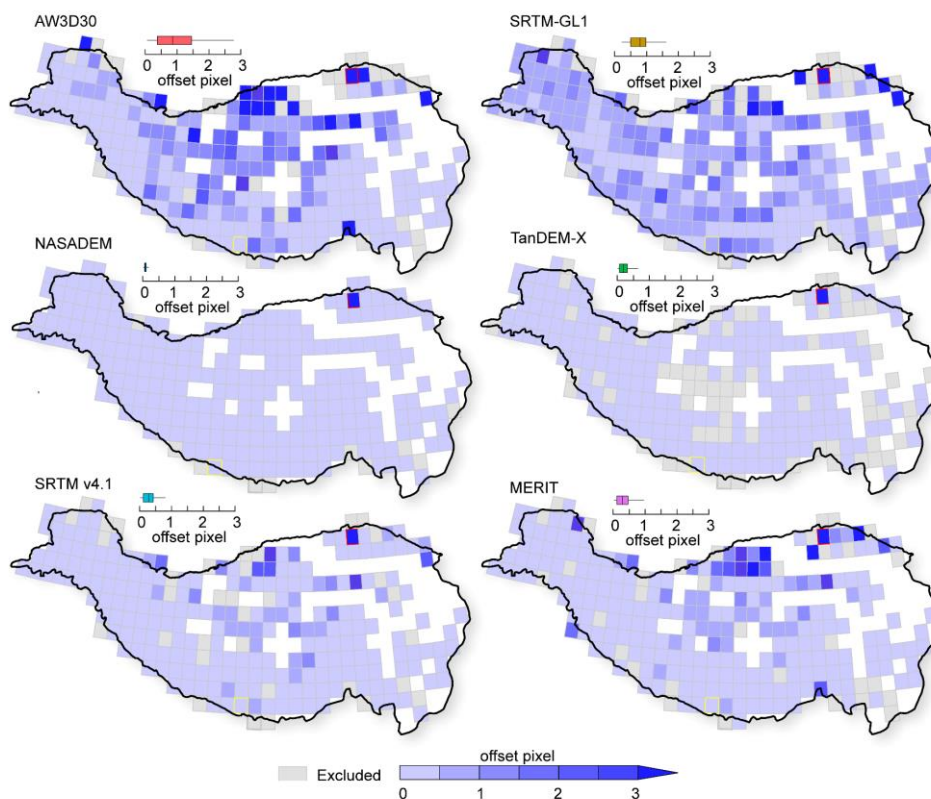 AW3D30
0 1 2 3
offset pixel
SRTM-GL1
0 1 2 3
offset pixel
NASADEM
0 1 2 3
offset pixel
TanDEM-X
0 1 2 3
offset pixel
SRTM v4.1
0 1 2 3
offset pixel
MERIT
0 1 2 3
offset pixel
offset pixel
Excluded
0 1 2 3